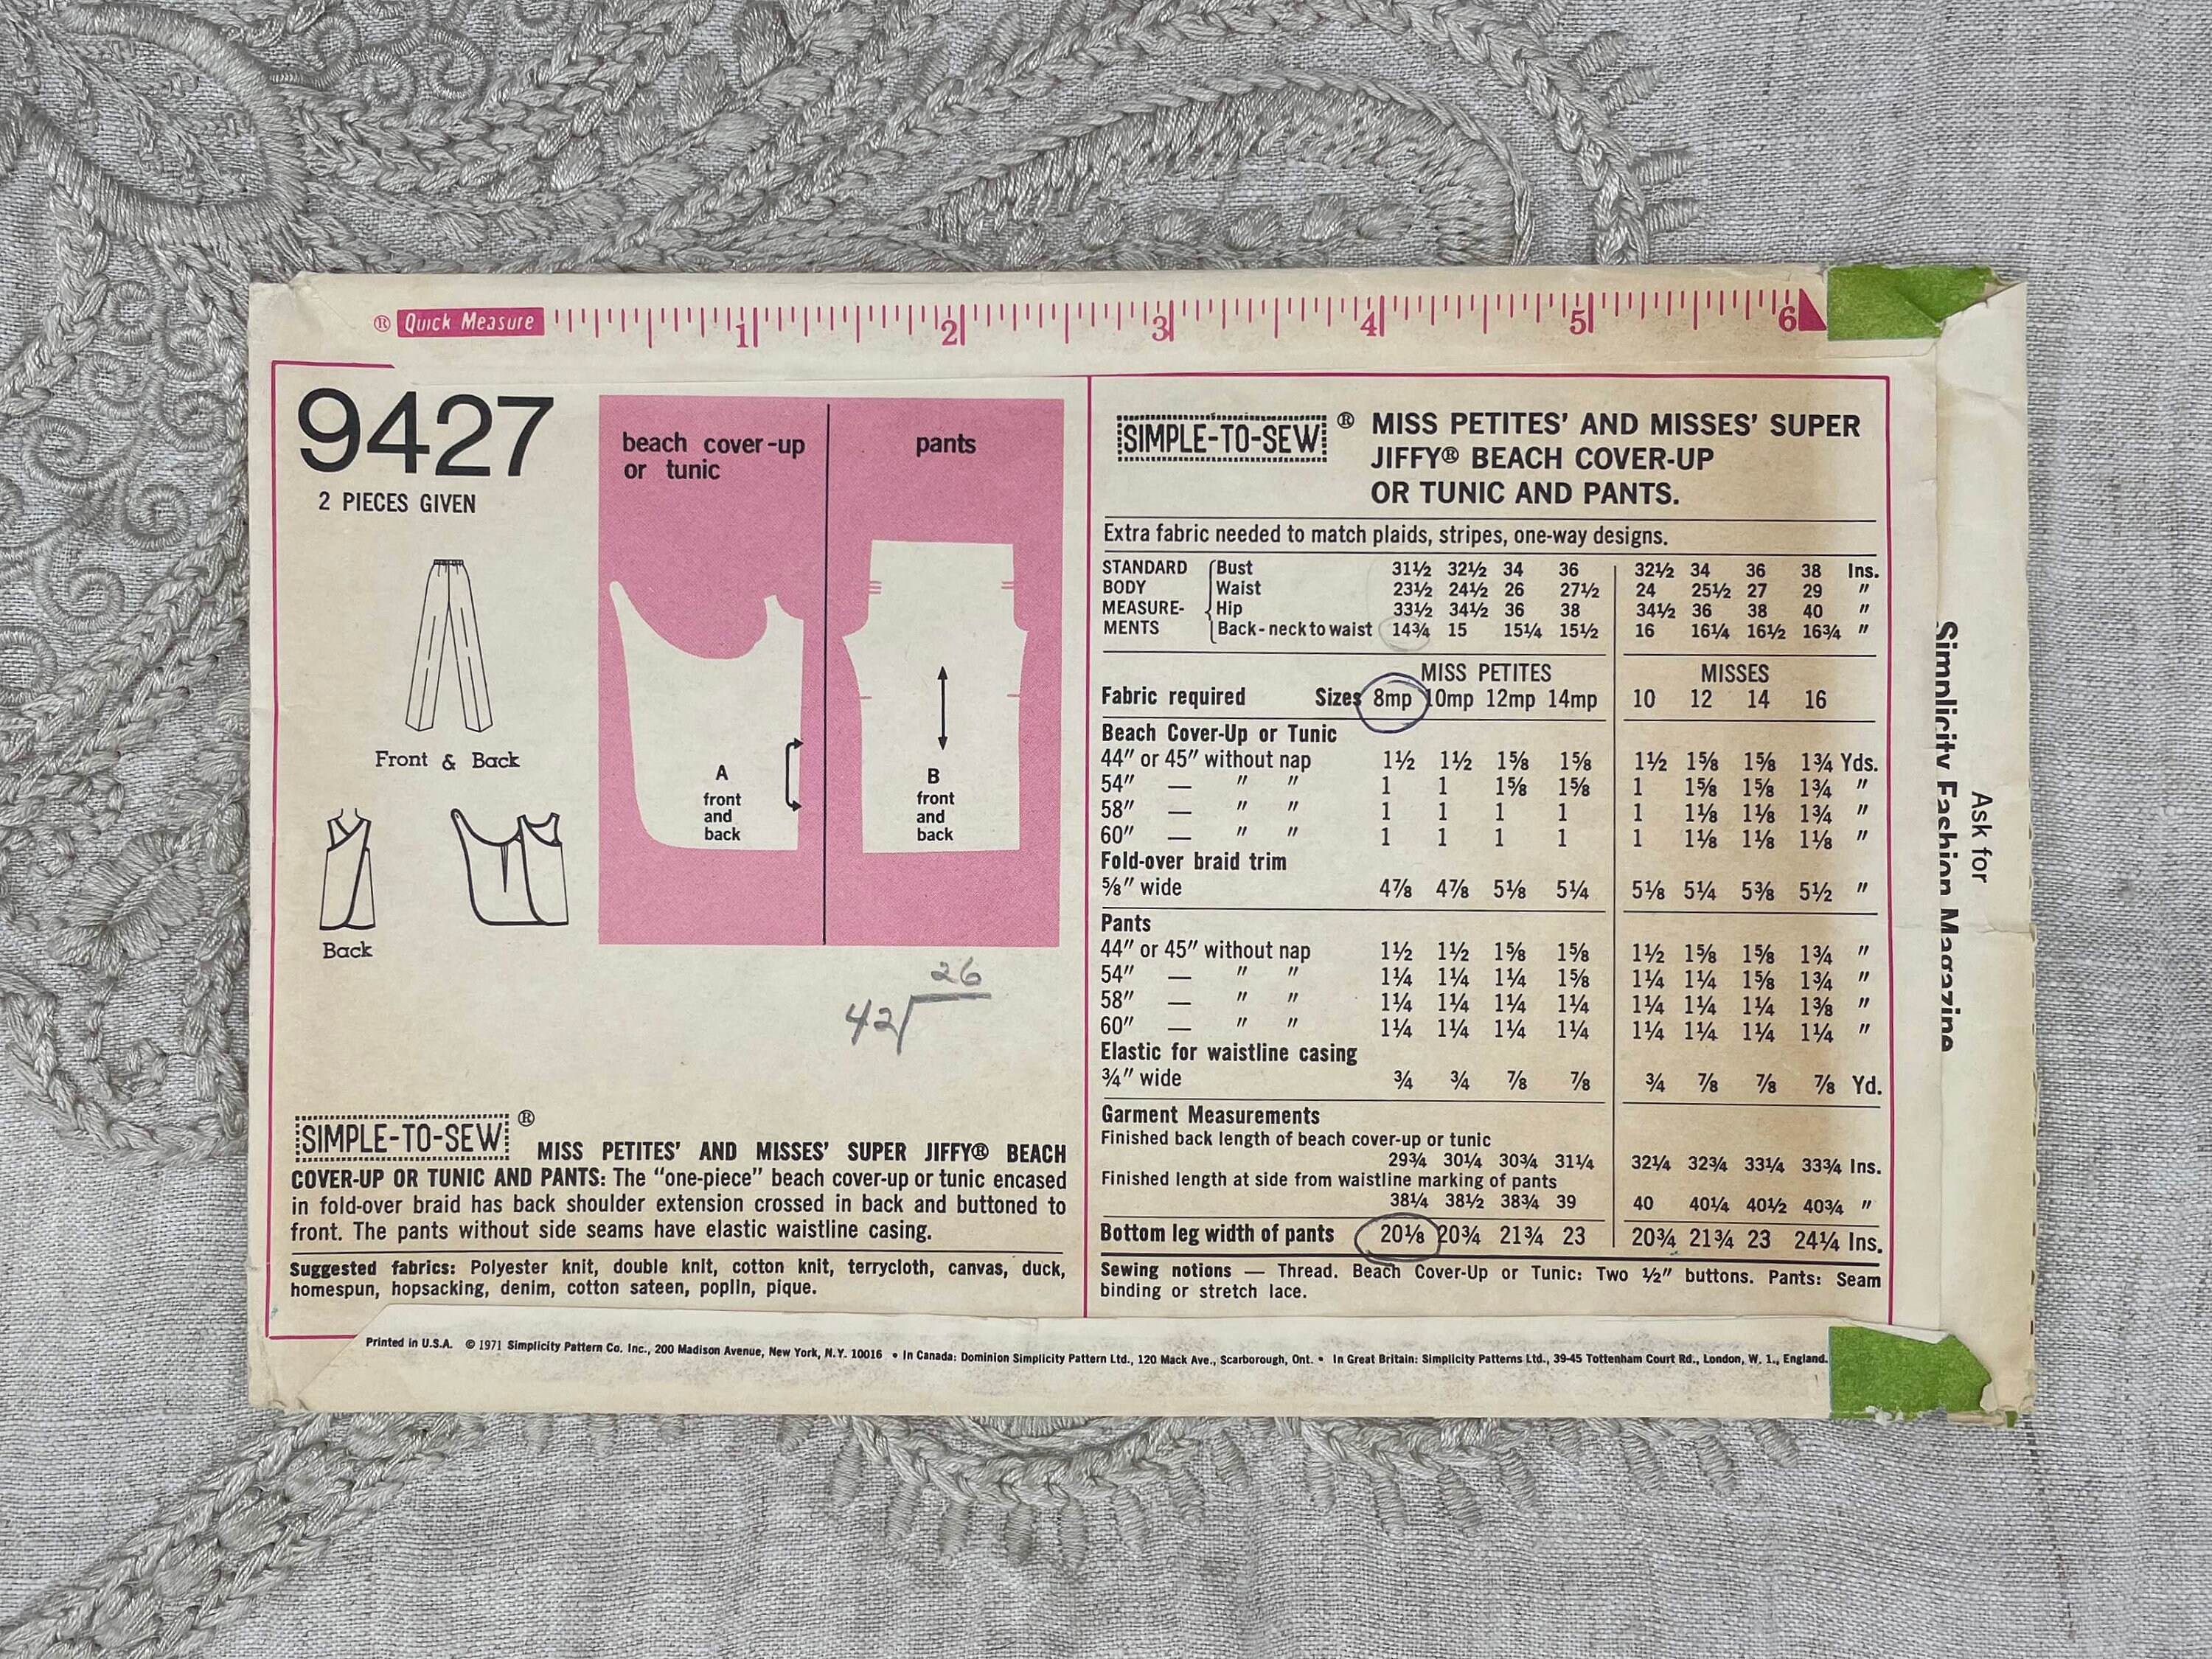 ® Quick Measure 1 2 3 4 5 6
9427
2 PIECES GIVEN
Front & Back
Back
beach cover-up
or tunic
A
front
and
back
pants
B
front
and
back
26
42
SIMPLE-TO-SEW ® MISS PETITES' AND MISSES' SUPER JIFFY® BEACH
COVER-UP OR TUNIC AND PANTS: The "one-piece" beach cover-up or tunic encased
in fold-over braid has back shoulder extension crossed in back and buttoned to
front. The pants without side seams have elastic waistline casing.
Suggested fabrics: Polyester knit, double knit, cotton knit, terrycloth, canvas, duck,
homespun, hopsacking, denim, cotton sateen, poplin, pique.
SIMPLE-TO-SEW ® MISS PETITES' AND MISSES' SUPER
JIFFY® BEACH COVER-UP
OR TUNIC AND PANTS.
Extra fabric needed to match plaids, stripes, one-way designs.
STANDARD Bust 31½ 32½ 34 36 32½ 34 36 38 Ins.
BODY Waist 23½ 24½ 26 27½ 24 25½ 27 29 "
MEASURE- Hip 33½ 34½ 36 38 34½ 36 38 40 "
MENTS Back-neck to waist 14¾ 15 15¼ 15½ 16 16¼ 16½ 16¾ "
MISS PETITES MISSES
Fabric required Sizes 8mp 10mp 12mp 14mp 10 12 14 16
Beach Cover-Up or Tunic
44" or 45" without nap 1½ 1½ 1⅝ 1⅝ 1½ 1⅝ 1⅝ 1¾ Yds.
54" — " " 1 1 1⅝ 1⅝ 1 1⅝ 1⅝ 1¾ "
58" — " " 1 1 1 1 1 1⅛ 1⅛ 1¾ "
60" — " " 1 1 1 1 1 1⅛ 1⅛ 1⅛ "
Fold-over braid trim
⅝" wide 4⅞ 4⅞ 5⅛ 5¼ 5⅛ 5¼ 5⅜ 5½ "
Pants
44" or 45" without nap 1½ 1½ 1⅝ 1⅝ 1½ 1⅝ 1⅝ 1¾ "
54" — " " 1¼ 1¼ 1¼ 1⅝ 1¼ 1¼ 1⅝ 1¾ "
58" — " " 1¼ 1¼ 1¼ 1¼ 1¼ 1¼ 1¼ 1⅜ "
60" — " " 1¼ 1¼ 1¼ 1¼ 1¼ 1¼ 1¼ 1¼ "
Elastic for waistline casing
¾" wide ¾ ¾ ⅞ ⅞ ¾ ⅞ ⅞ ⅞ Yd.
Garment Measurements
Finished back length of beach cover-up or tunic
29¾ 30¼ 30¾ 31¼ 32¼ 32¾ 33¼ 33¾ Ins.
Finished length at side from waistline marking of pants
38¼ 38½ 38¾ 39 40 40¼ 40½ 40¾ "
Bottom leg width of pants 20⅛ 20¾ 21¾ 23 20¾ 21¾ 23 24¼ Ins.
Sewing notions — Thread. Beach Cover-Up or Tunic: Two ½" buttons. Pants: Seam
binding or stretch lace.
Printed in U.S.A. © 1971 Simplicity Pattern Co. Inc., 200 Madison Avenue, New York, N.Y. 10016 • In Canada: Dominion Simplicity Pattern Ltd., 120 Mack Ave., Scarborough, Ont. • In Great Britain: Simplicity Patterns Ltd., 39-45 Tottenham Court Rd., London, W. 1., England.
Ask for
Simplicity Fashion Magazine